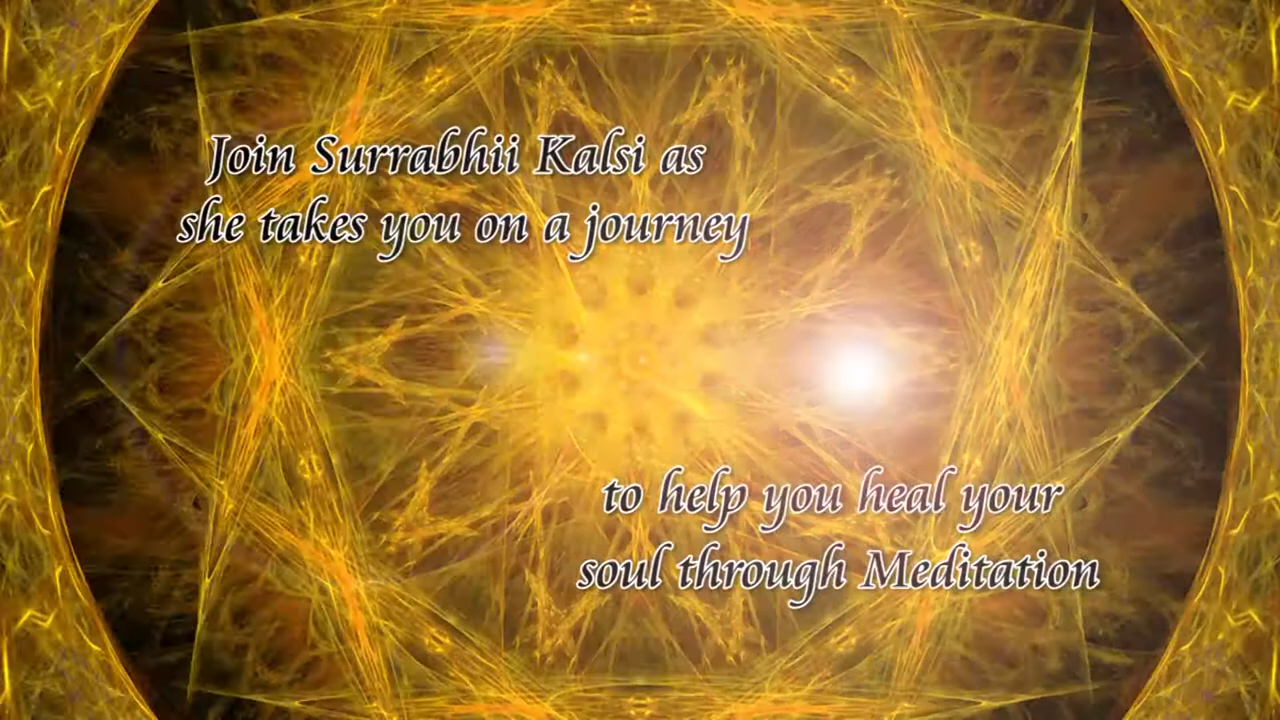 Join Surrabhii Kalsi as
she takes you on a journey
to help you heal your
soul through Meditation